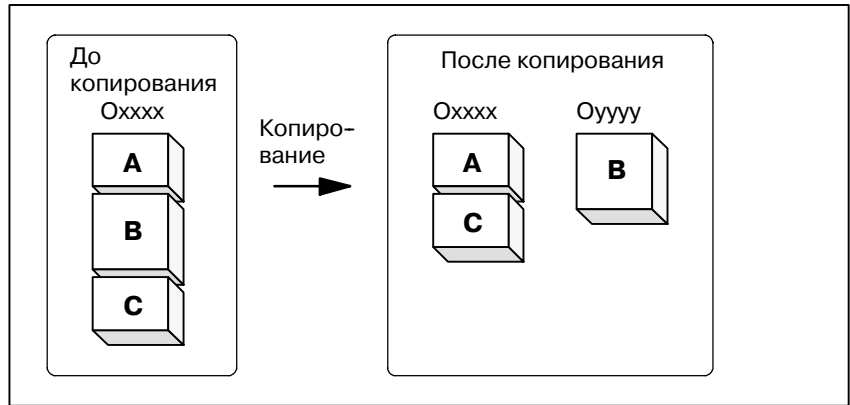 До
копирования
Oxxxx
A
B
C
Копиро-
вание
После копирования
Oxxxx
Oyyyy
A
C
B